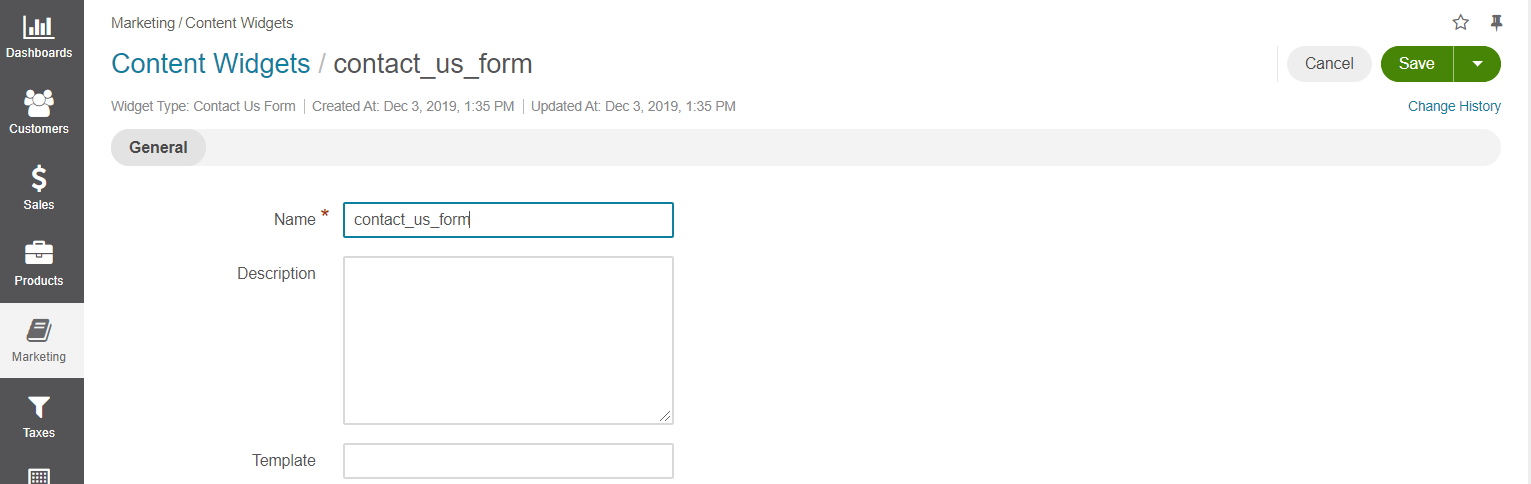 Dashboards
Customers
Sales
Products
Marketing
Taxes
Marketing / Content Widgets
Content Widgets / contact_us_form
Cancel
Save
Widget Type: Contact Us Form | Created At: Dec 3, 2019, 1:35 PM | Updated At: Dec 3, 2019, 1:35 PM
Change History
General
Name * contact_us_form
Description
Template